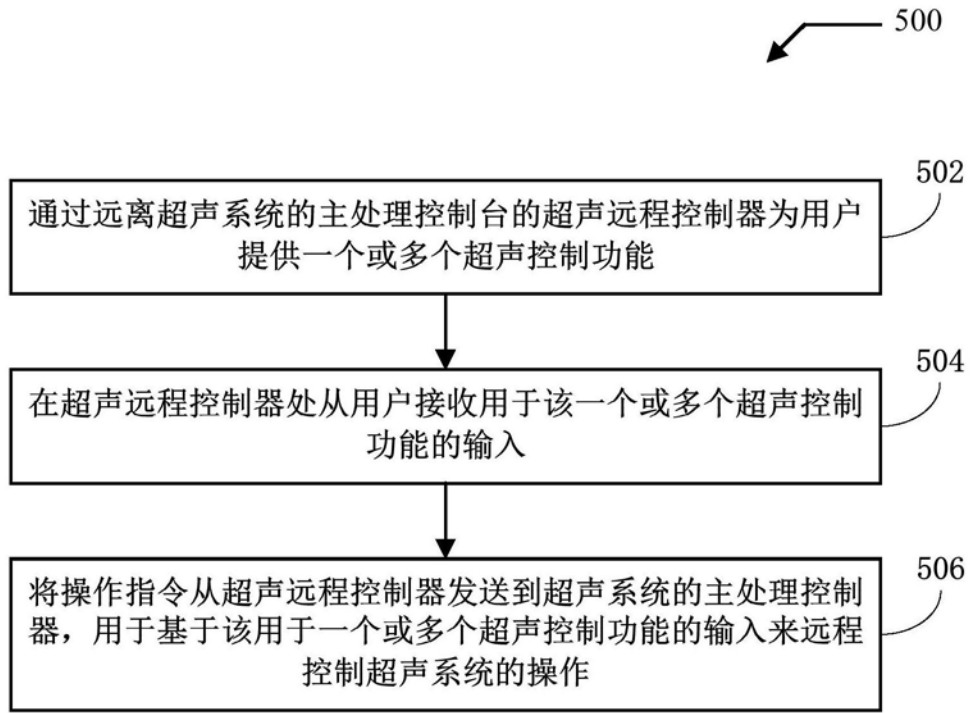 500
502
通过远离超声系统的主处理控制台的超声远程控制器为用户
提供一个或多个超声控制功能
504
在超声远程控制器处从用户接收用于该一个或多个超声控制
功能的输入
506
将操作指令从超声远程控制器发送到超声系统的主处理控制
器，用于基于该用于一个或多个超声控制功能的输入来远程
控制超声系统的操作